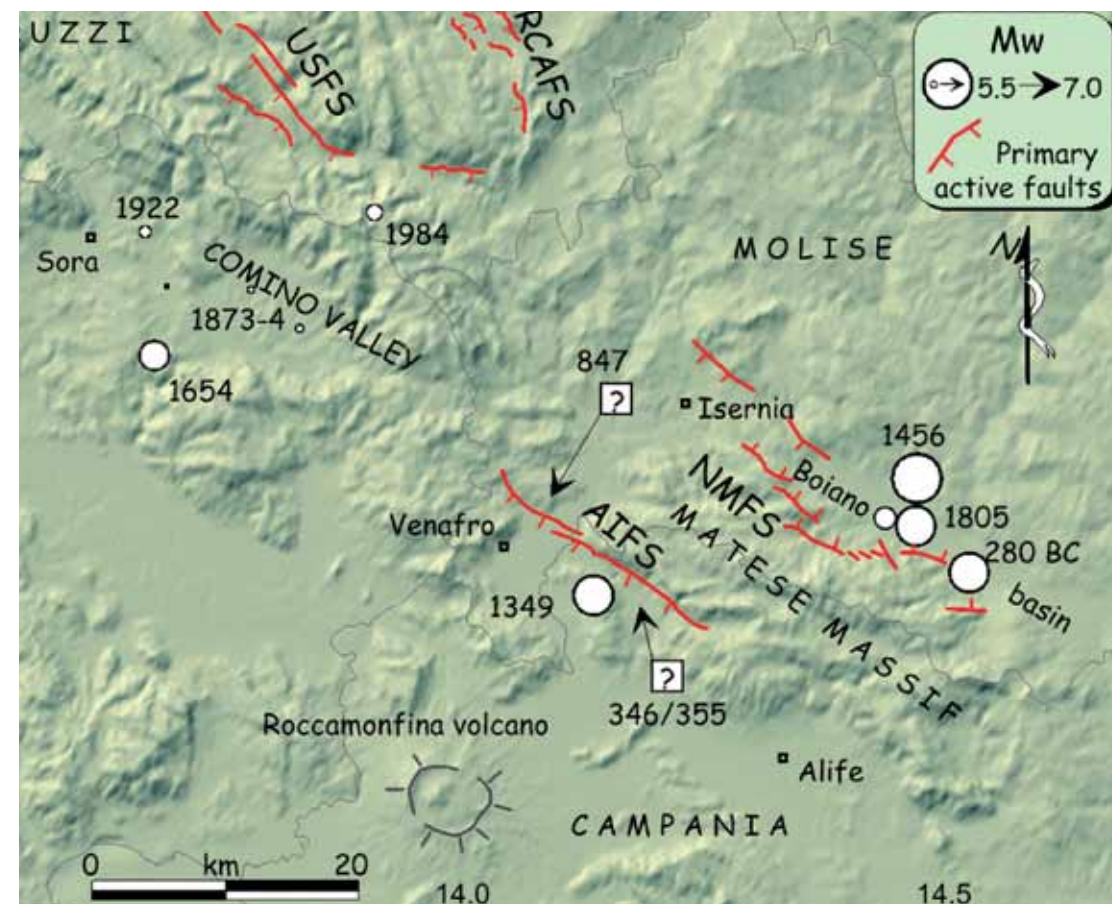 UZZI
USFS
RCAFS
Mw
5.5 7.0
Primary
active faults
N
1922
1984
Sora
MOLISE
COMINO VALLEY
1873-4
1654
847
?
Isernia
1456
NMFS
Boiano
1805
MATESE MASSIF
AIFS
Venafro
280 BC
basin
1349
?
346/355
Roccamonfina volcano
Alife
CAMPANIA
0 km 20
14.0
14.5